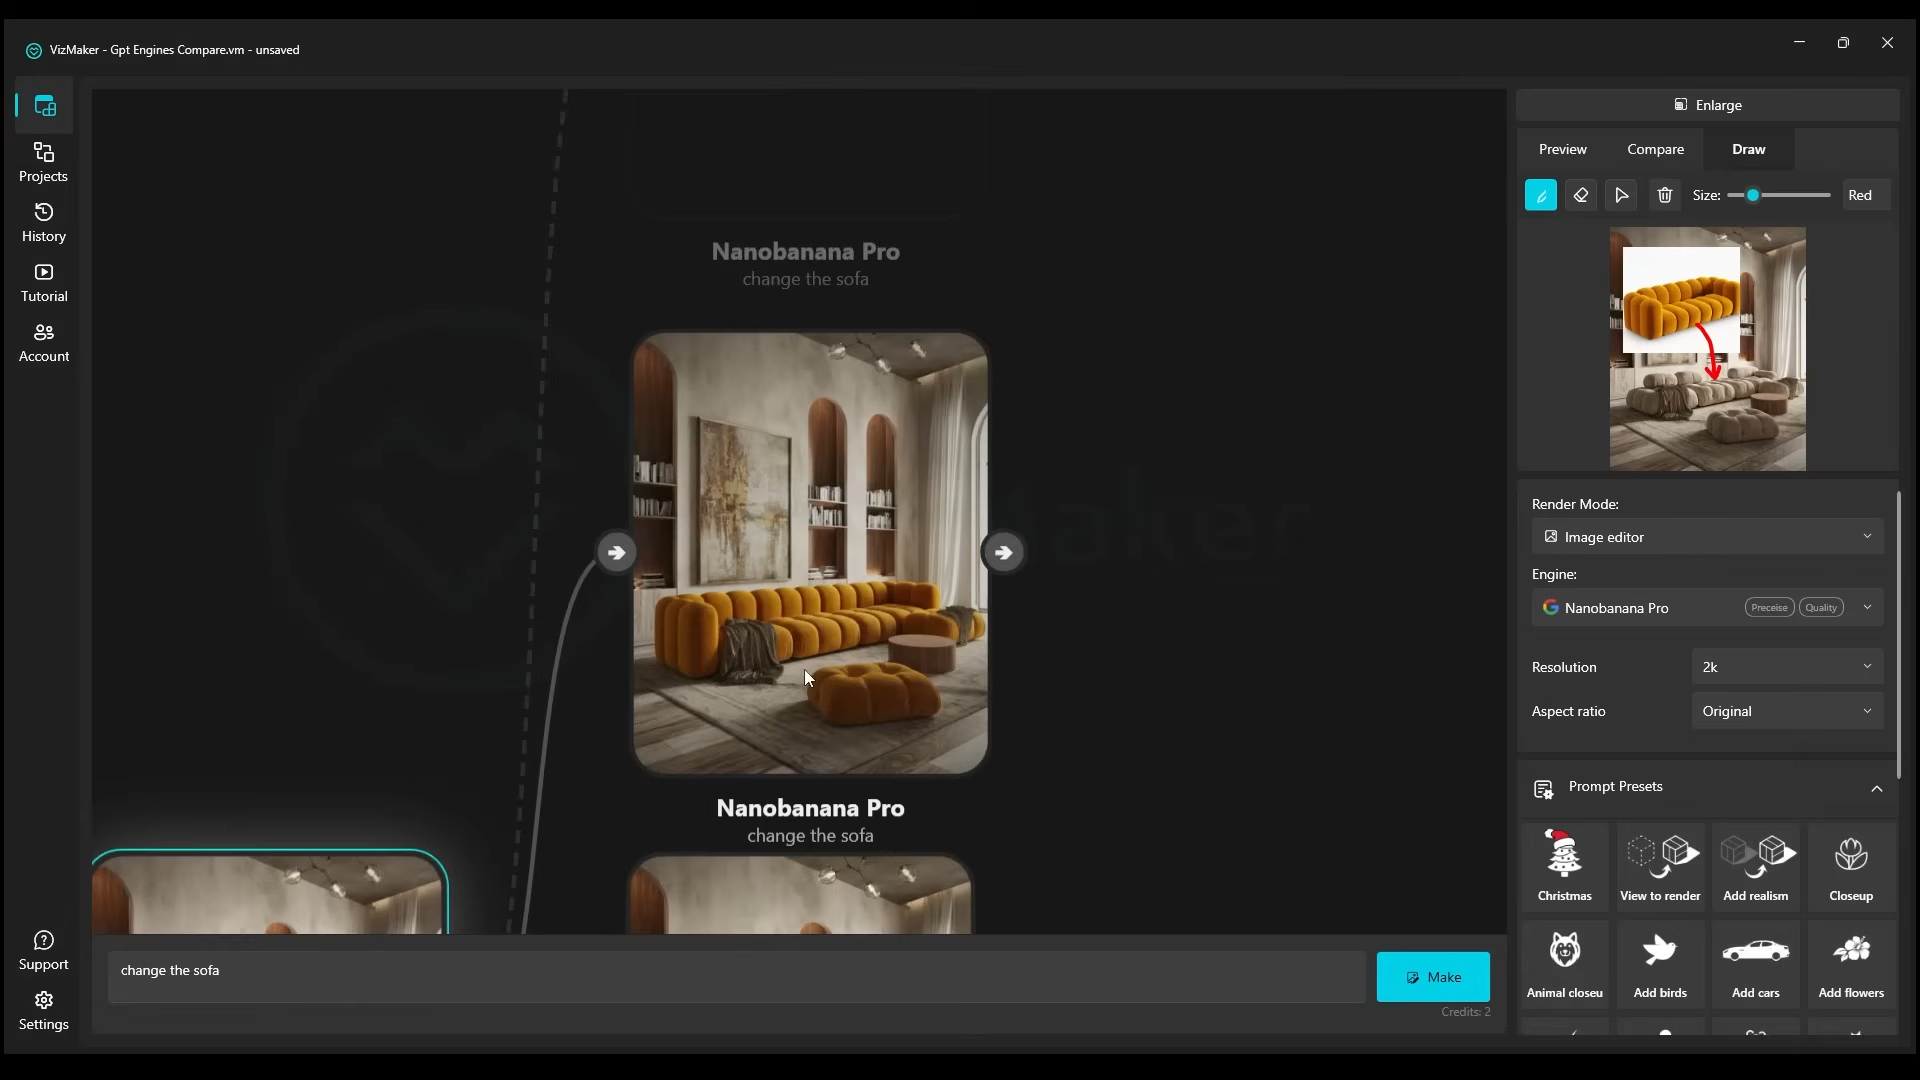 VizMaker - Gpt Engines Compare.vm - unsaved
Projects
History
Tutorial
Account
Support
Settings
Nanobanana Pro
change the sofa
aker
Nanobanana Pro
change the sofa
change the sofa
Make
Credits: 2
Enlarge
Preview Compare Draw
Size: Red
Render Mode:
Image editor
Engine:
Nanobanana Pro Preceise Quality
Resolution 2k
Aspect ratio Original
Prompt Presets
Christmas View to render Add realism Closeup
Animal closeu Add birds Add cars Add flowers